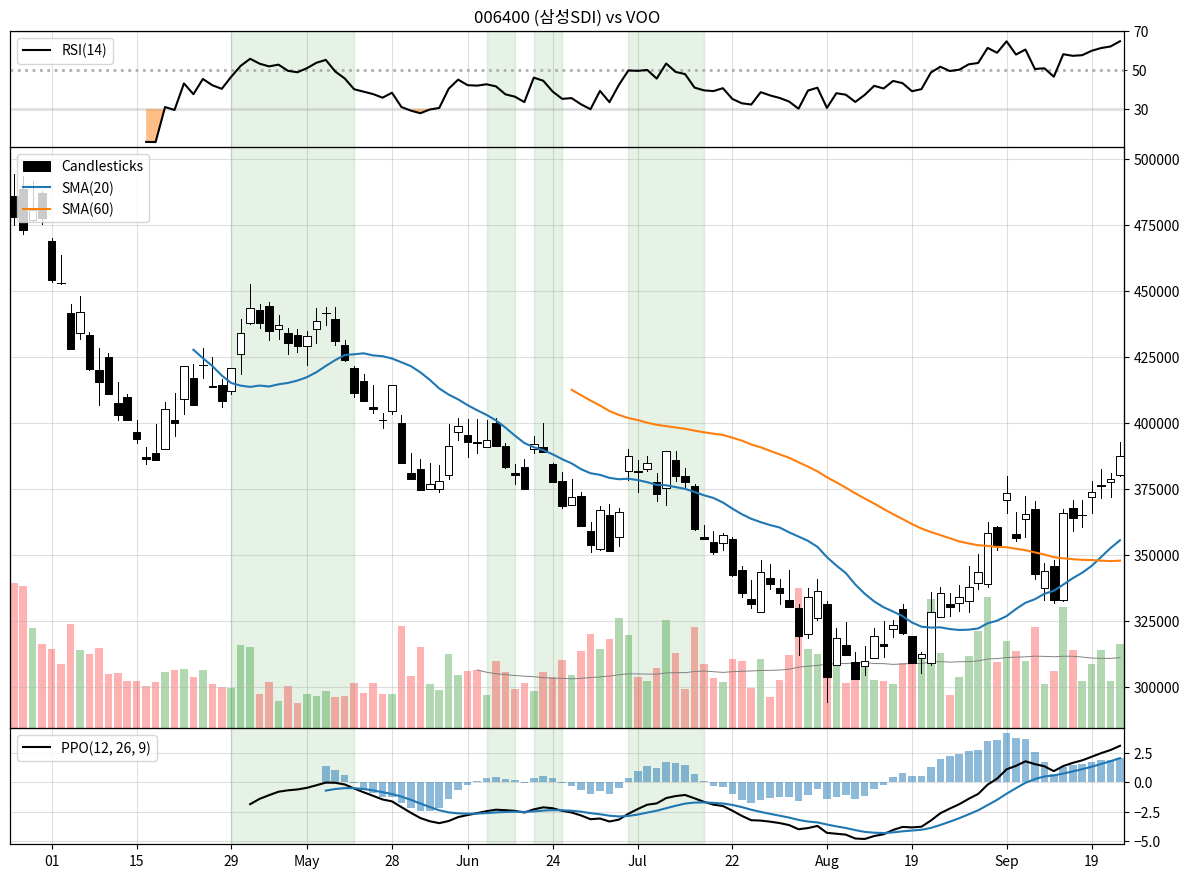 006400 (삼성SDI) vs VOO
RSI(14)
70
50
30
Candlesticks
SMA(20)
SMA(60)
500000
475000
450000
425000
400000
375000
350000
325000
300000
PPO(12, 26, 9)
2.5
0.0
−2.5
−5.0
01 15 29 May 28 Jun 24 Jul 22 Aug 19 Sep 19